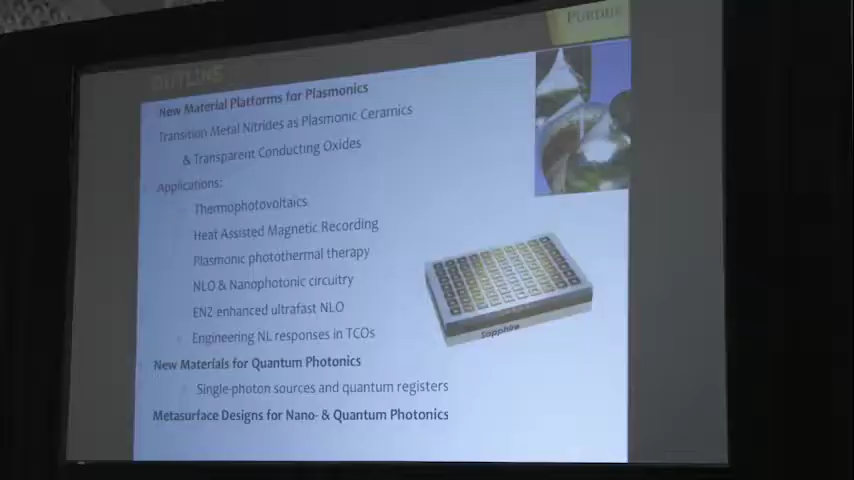 PURDUE
OUTLINE
New Material Platforms for Plasmonics
Transition Metal Nitrides as Plasmonic Ceramics
& Transparent Conducting Oxides
Applications:
Thermophotovoltaics
Heat Assisted Magnetic Recording
Plasmonic photothermal therapy
NLO & Nanophotonic circuitry
ENZ enhanced ultrafast NLO
Engineering NL responses in TCOs
Sapphire
New Materials for Quantum Photonics
Single-photon sources and quantum registers
Metasurface Designs for Nano- & Quantum Photonics